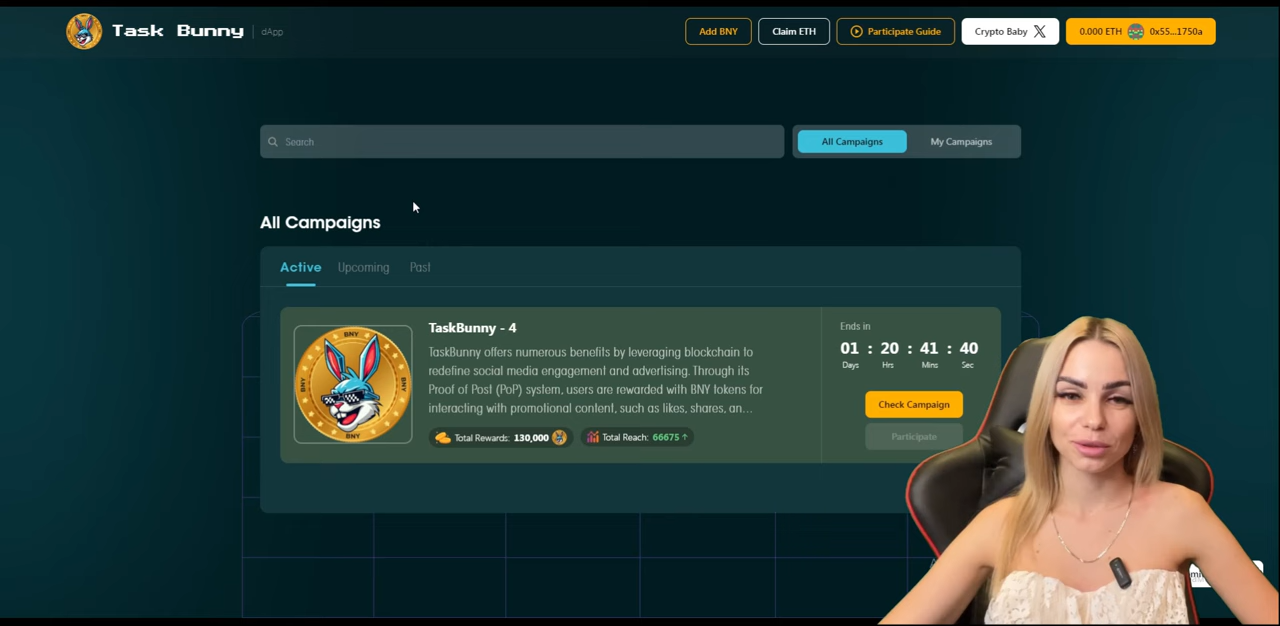 Task Bunny | dApp
Add BNY
Claim ETH
Participate Guide
Crypto Baby X
0.000 ETH 0x55...1750a
Search
All Campaigns
My Campaigns
All Campaigns
Active
Upcoming
Past
BNY
BNY
BNY
BNY
TaskBunny - 4
TaskBunny offers numerous benefits by leveraging blockchain to
redefine social media engagement and advertising. Through its
Proof of Post (PoP) system, users are rewarded with BNY tokens for
interacting with promotional content, such as likes, shares, an...
Total Rewards: 130,000
Total Reach: 66675 ↑
Ends in
01 : 20 : 41 : 40
Days Hrs Mins Sec
Check Campaign
Participate